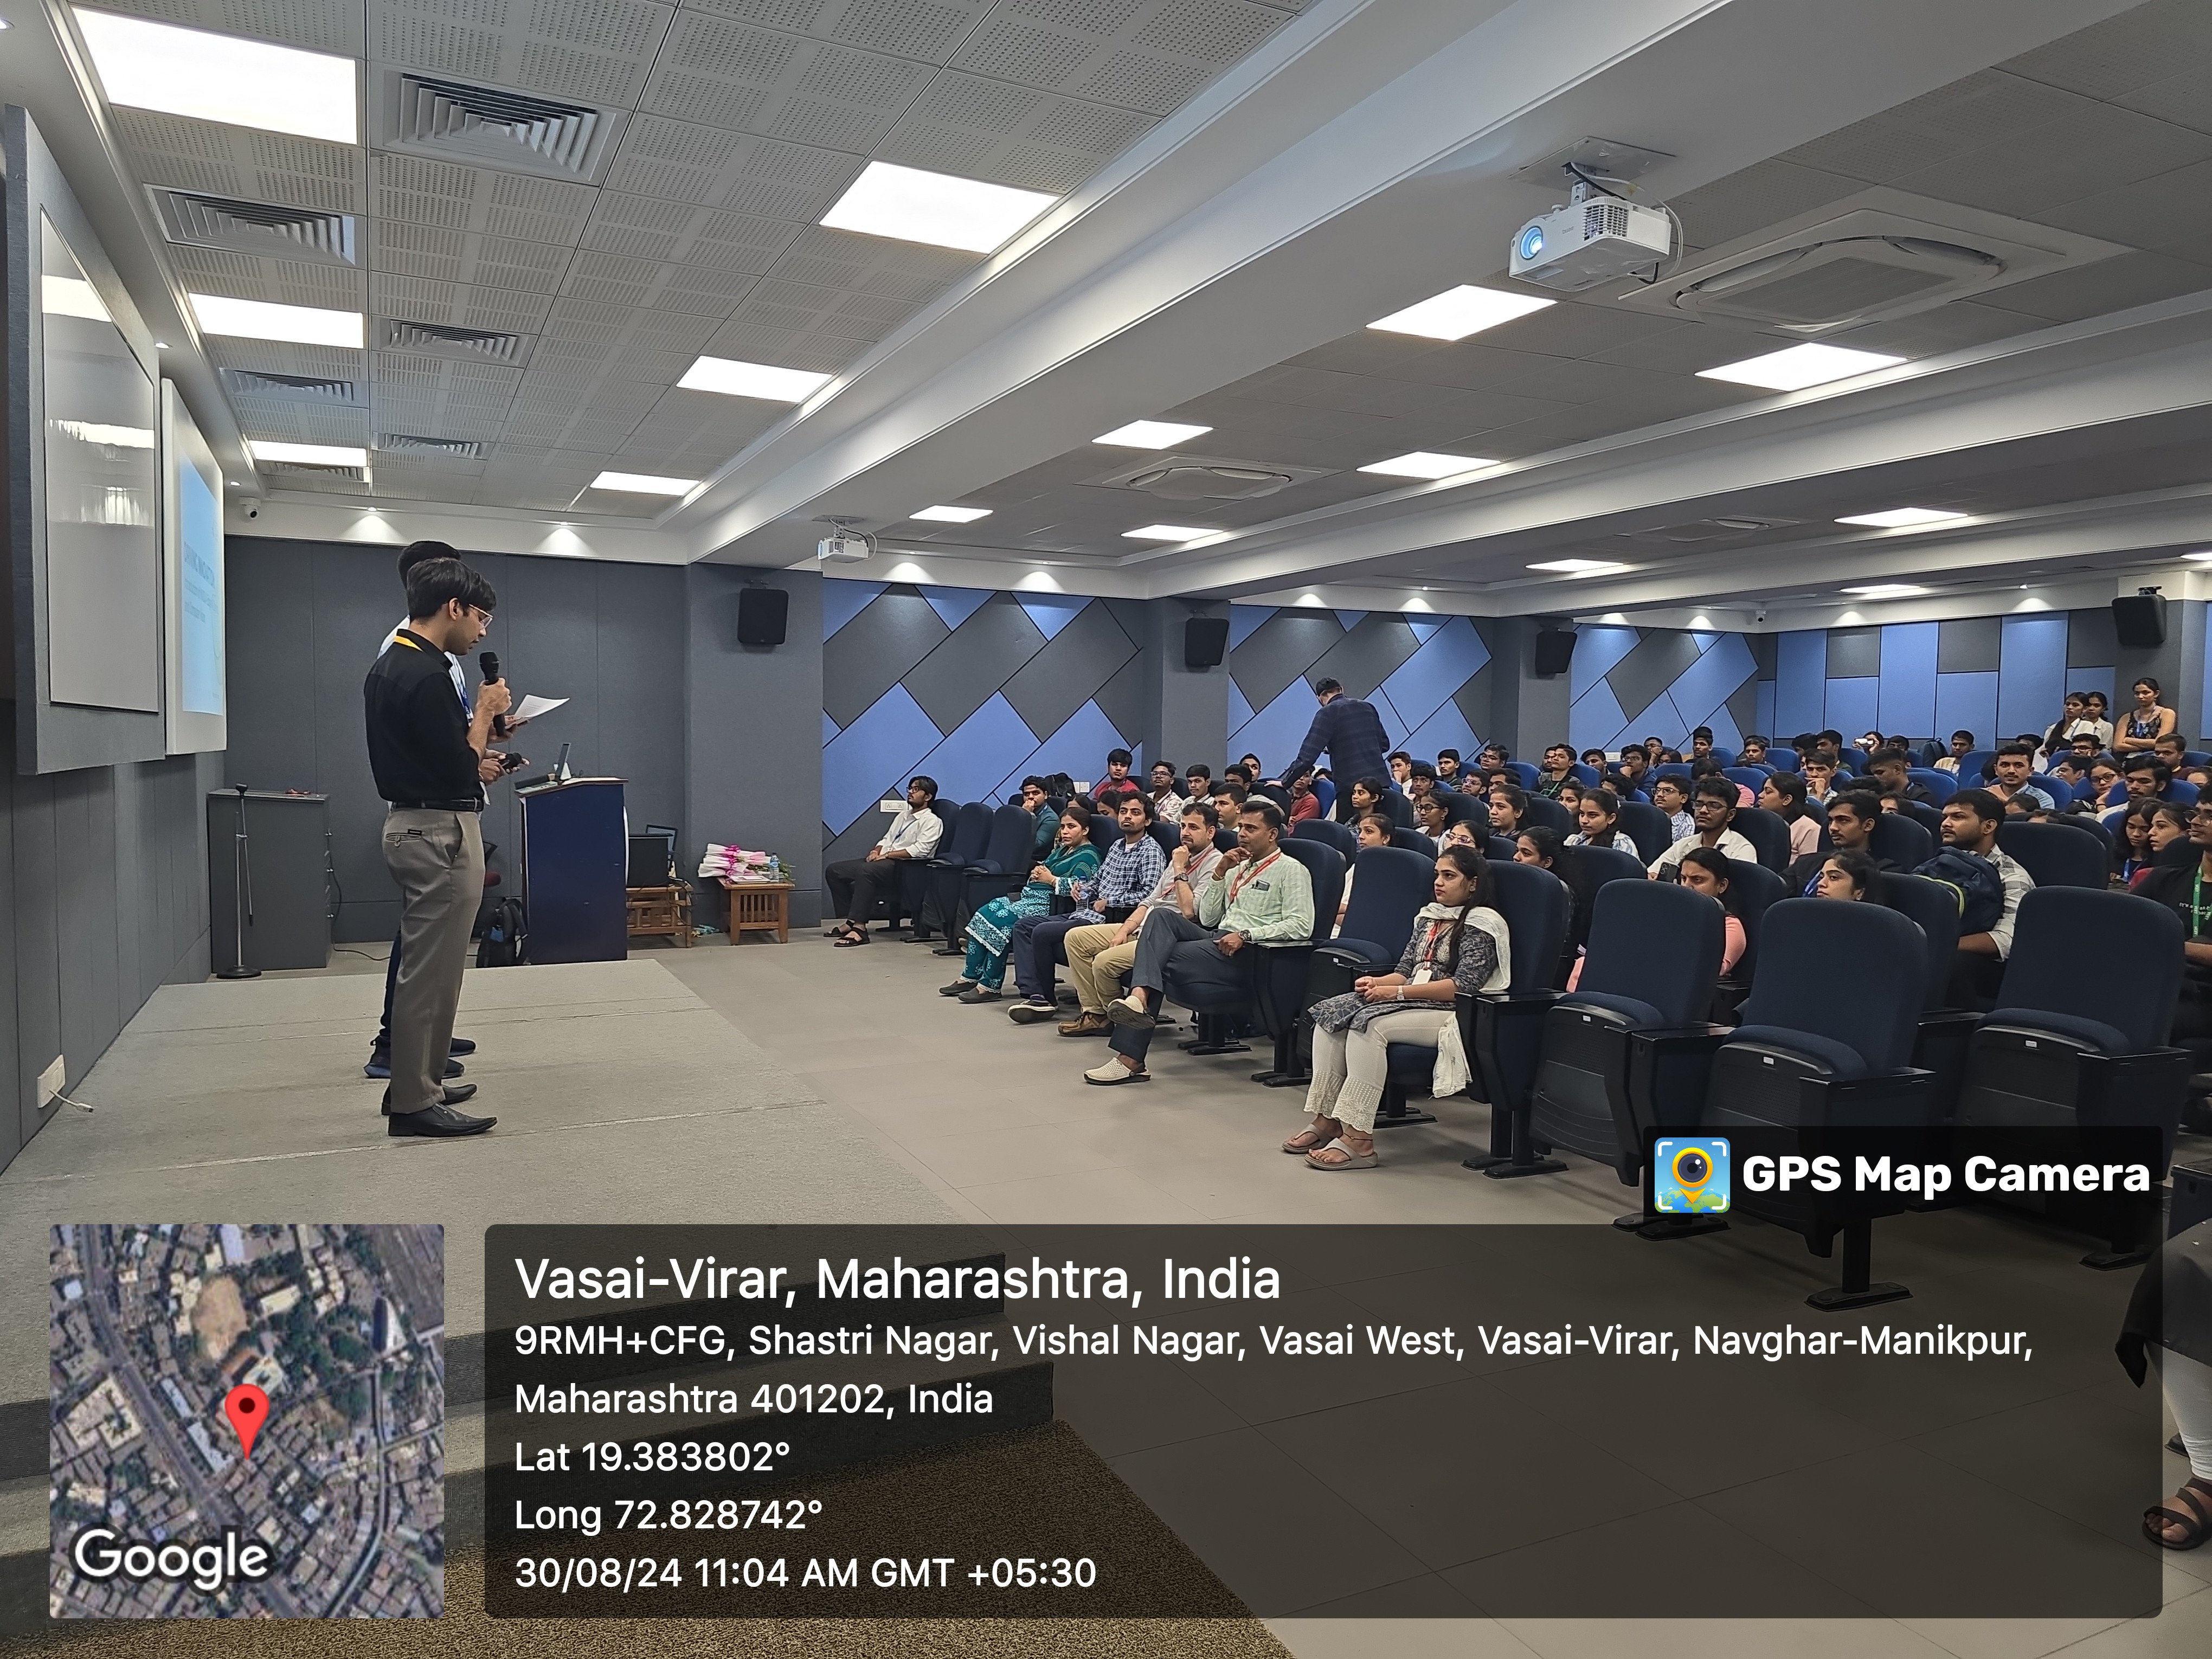 GPS Map Camera
Vasai-Virar, Maharashtra, India
9RMH+CFG, Shastri Nagar, Vishal Nagar, Vasai West, Vasai-Virar, Navghar-Manikpur,
Maharashtra 401202, India
Lat 19.383802°
Long 72.828742°
30/08/24 11:04 AM GMT +05:30
Google